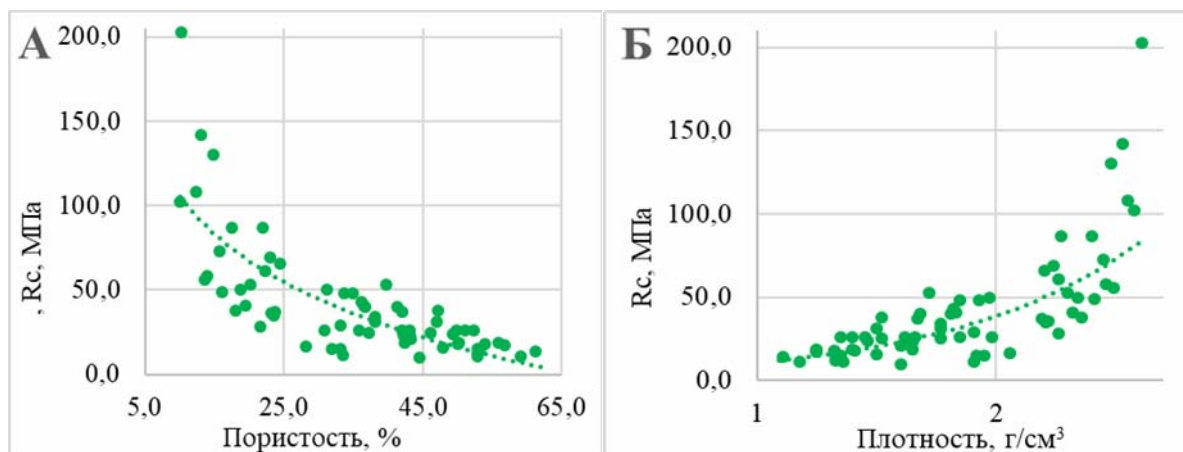 А
200,0
150,0
100,0
50,0
0,0
, Rc, МПа
5,0 25,0 45,0 65,0
Пористость, %
Б
200,0
150,0
100,0
50,0
0,0
Rc, МПа
1 2
Плотность, г/см³